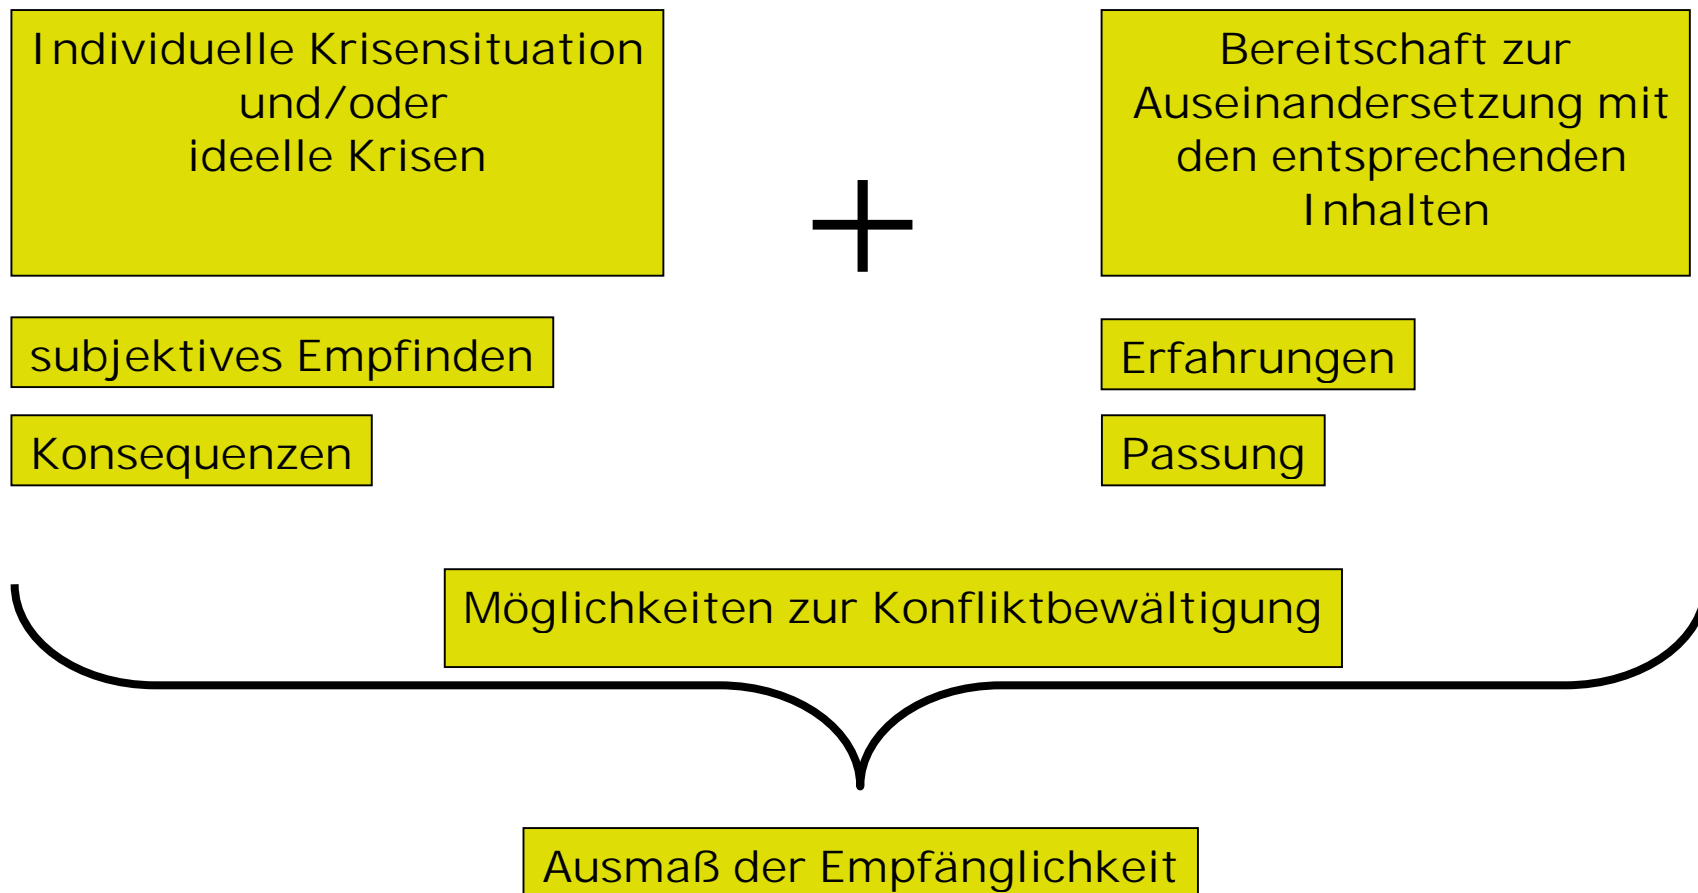 Individuelle Krisensituation
und/oder
ideelle Krisen
+
Bereitschaft zur
Auseinandersetzung mit
den entsprechenden
Inhalten
subjektives Empfinden
Konsequenzen
Erfahrungen
Passung
Möglichkeiten zur Konfliktbewältigung
Ausmaß der Empfänglichkeit